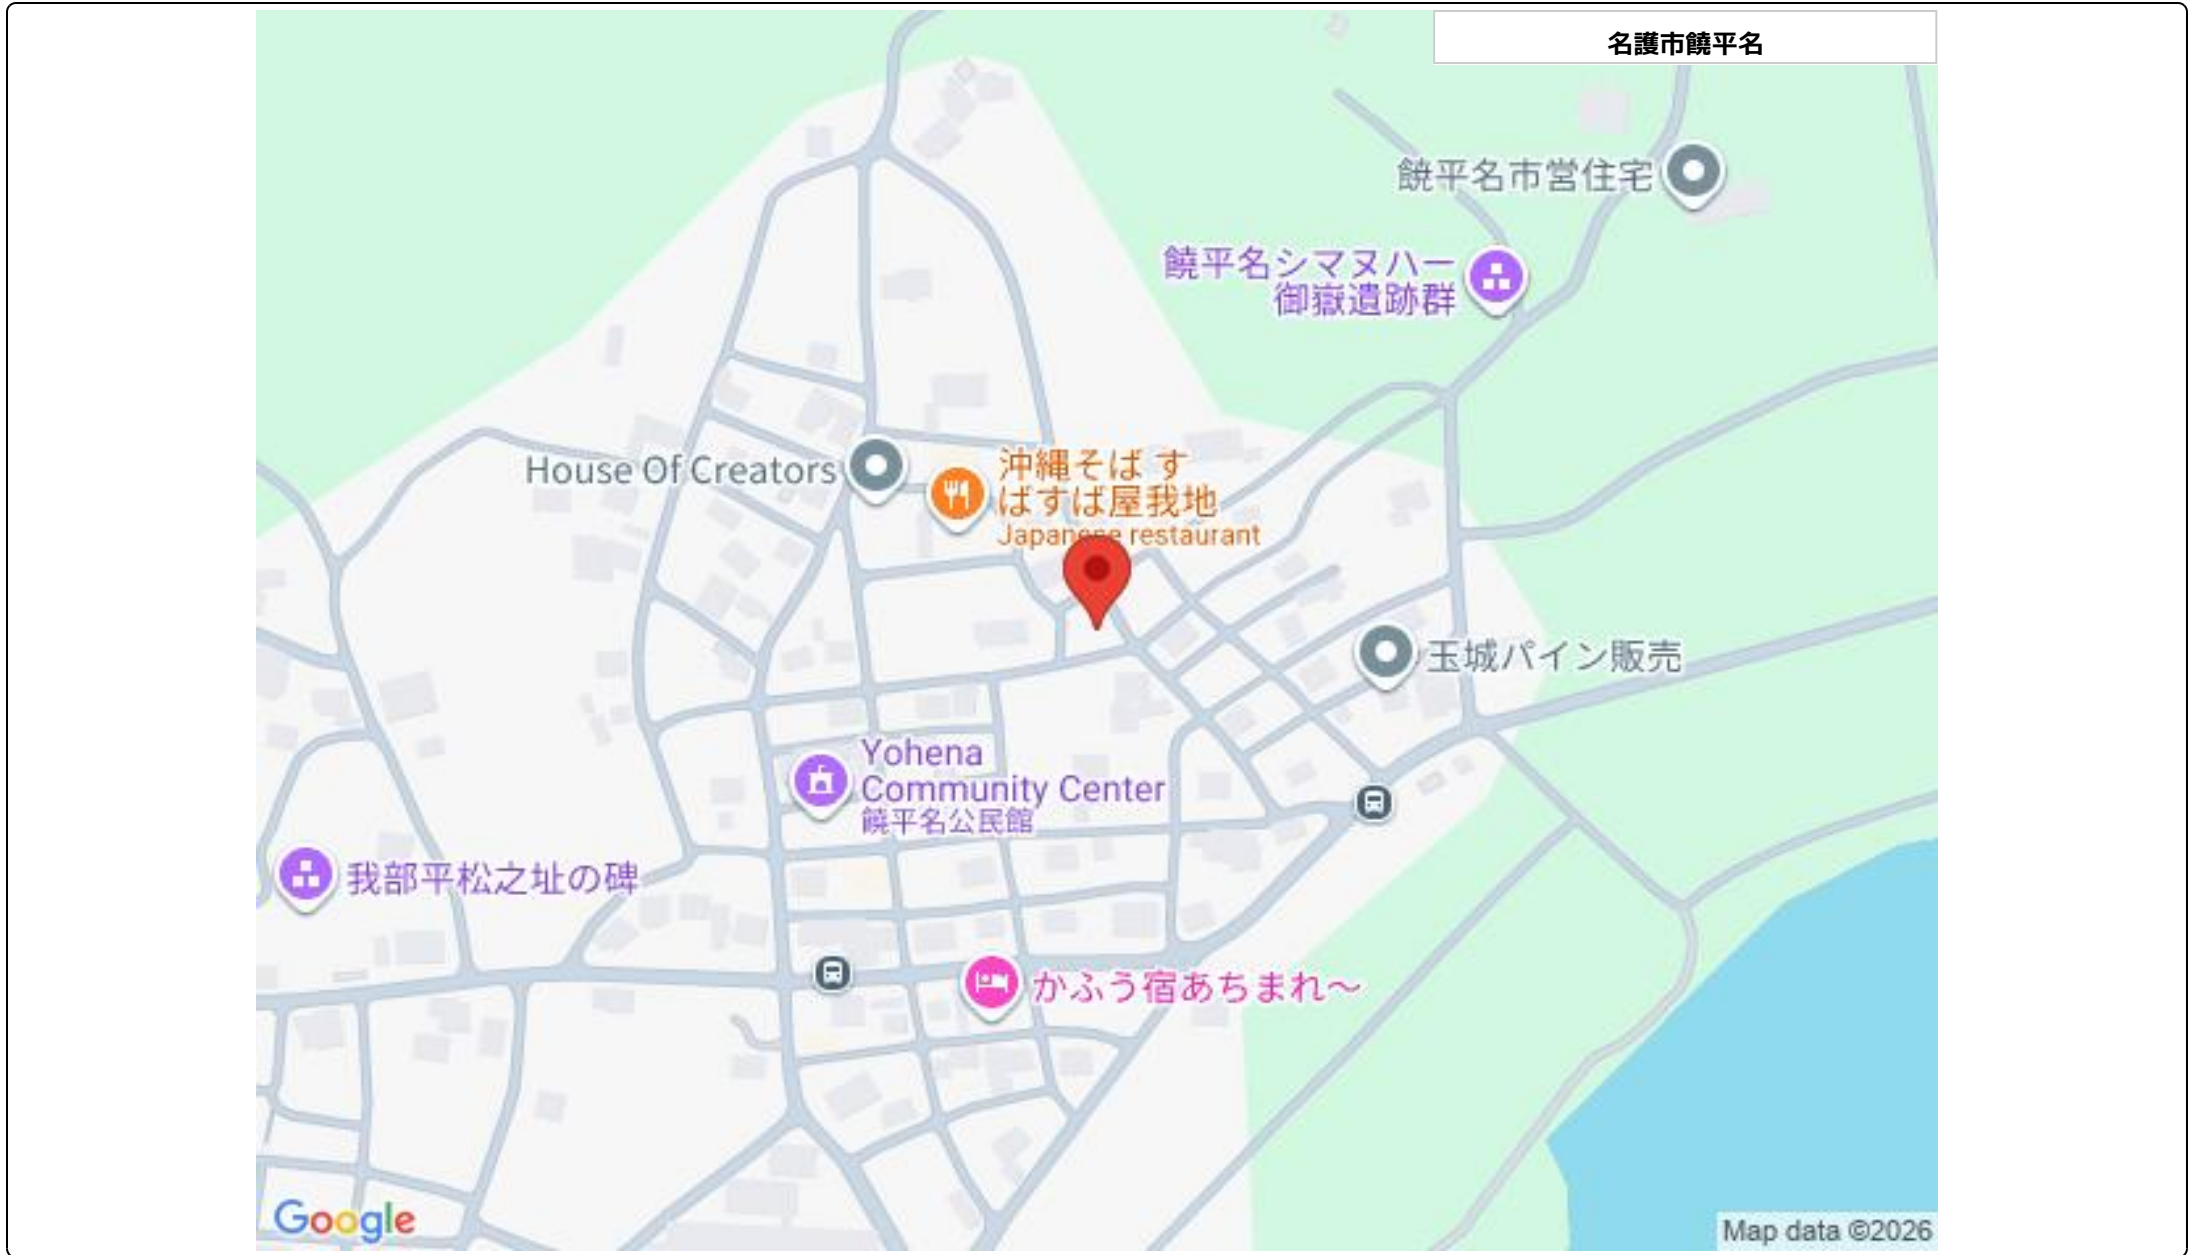 名護市饒平名
饒平名市営住宅
饒平名シマヌハー
御嶽遺跡群
House Of Creators
沖縄そば す
ばすば屋我地
Japanese restaurant
玉城パイン販売
Yohena
Community Center
饒平名公民館
我部平松之址の碑
かふう宿あちまれ〜
Google
Map data ©2026